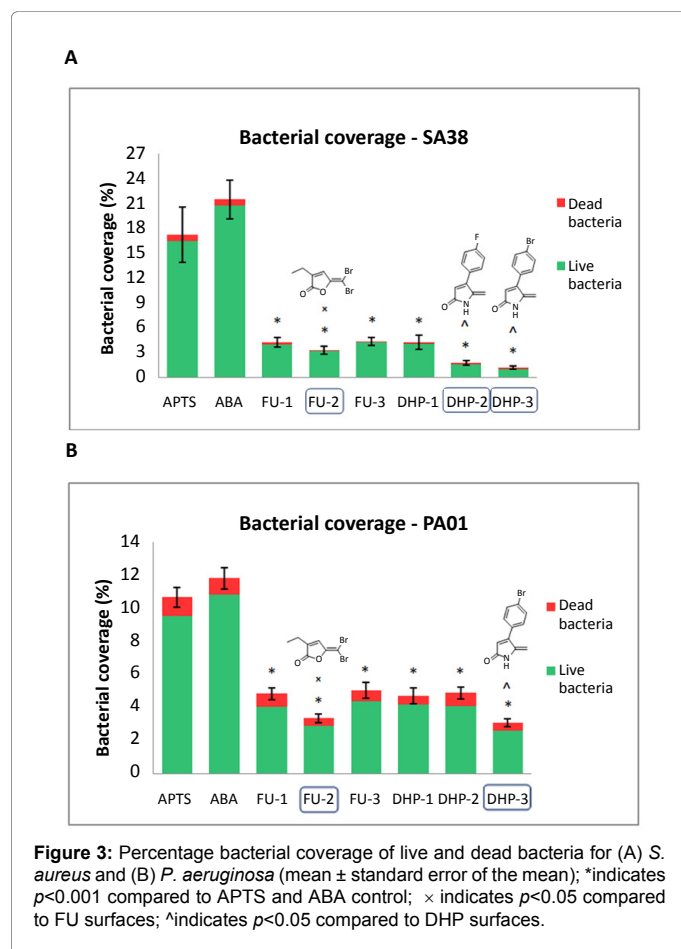 A
Bacterial coverage - SA38
Bacterial coverage (%)
27
24
21
18
15
12
9
6
3
0
Dead
bacteria
Live
bacteria
F
Br
Br
Br
O
O
O
N
H
O
N
H
×
^
^
* * * * * *
APTS ABA FU-1 FU-2 FU-3 DHP-1 DHP-2 DHP-3
B
Bacterial coverage - PA01
Bacterial coverage (%)
14
12
10
8
6
4
2
0
Dead
bacteria
Live
bacteria
Br
Br
Br
O
O
O
N
H
×
^
* * * * * *
APTS ABA FU-1 FU-2 FU-3 DHP-1 DHP-2 DHP-3
Figure 3: Percentage bacterial coverage of live and dead bacteria for (A) S.
aureus and (B) P. aeruginosa (mean ± standard error of the mean); *indicates
p<0.001 compared to APTS and ABA control; × indicates p<0.05 compared
to FU surfaces; ^indicates p<0.05 compared to DHP surfaces.